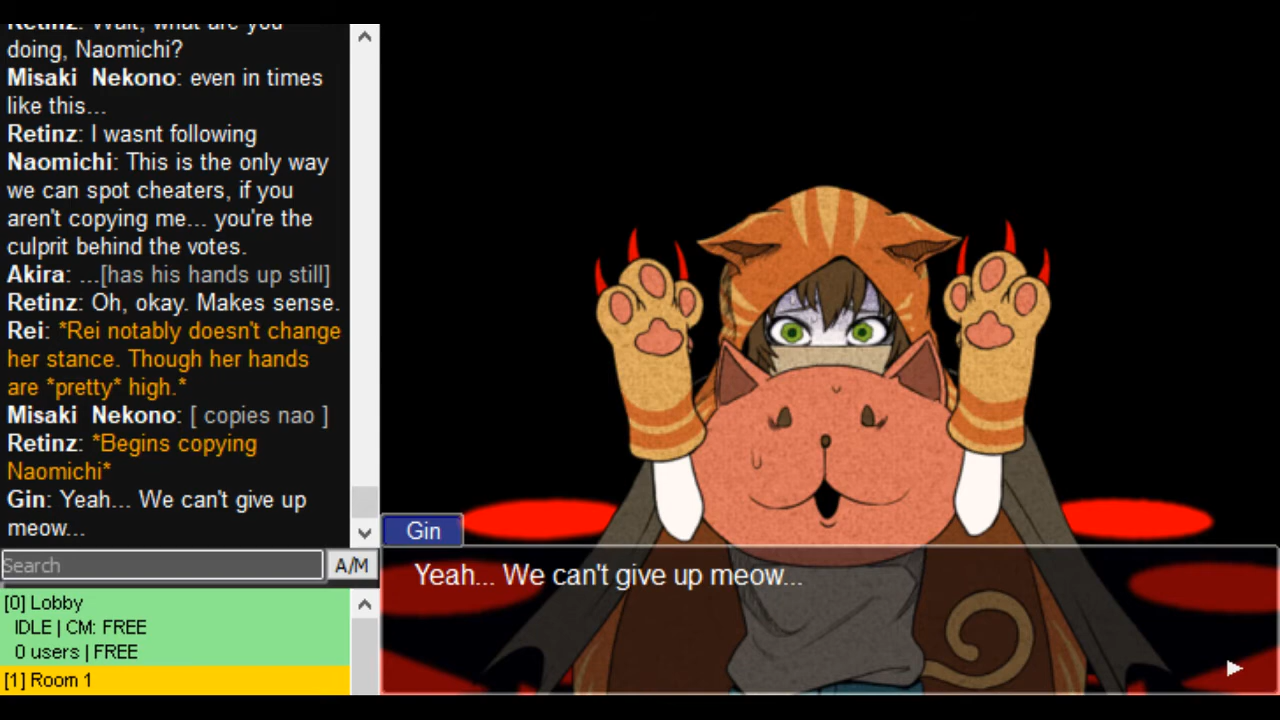 Retinz: Wait, what are you
doing, Naomichi?
Misaki Nekono: even in times
like this...
Retinz: I wasnt following
Naomichi: This is the only way
we can spot cheaters, if you
aren't copying me... you're the
culprit behind the votes.
Akira: ...[has his hands up still]
Retinz: Oh, okay. Makes sense.
Rei: *Rei notably doesn't change
her stance. Though her hands
are *pretty* high.*
Misaki Nekono: [ copies nao ]
Retinz: *Begins copying
Naomichi*
Gin: Yeah... We can't give up
meow...
Search
A/M
[0] Lobby
IDLE | CM: FREE
0 users | FREE
[1] Room 1
Gin
Yeah... We can't give up meow...